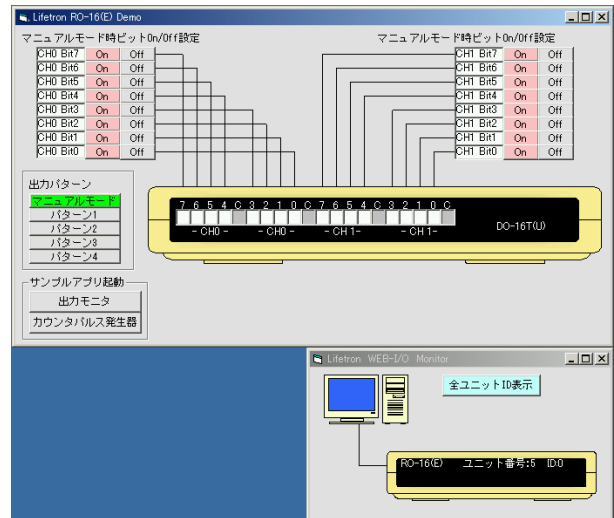 Lifetron RO-16(E) Demo
マニュアルモード時ビットOn/Off設定
CH0 Bit7 On Off
CH0 Bit6 On Off
CH0 Bit5 On Off
CH0 Bit4 On Off
CH0 Bit3 On Off
CH0 Bit2 On Off
CH0 Bit1 On Off
CH0 Bit0 On Off
マニュアルモード時ビットOn/Off設定
CH1 Bit7 On Off
CH1 Bit6 On Off
CH1 Bit5 On Off
CH1 Bit4 On Off
CH1 Bit3 On Off
CH1 Bit2 On Off
CH1 Bit1 On Off
CH1 Bit0 On Off
出力パターン
マニュアルモード
パターン1
パターン2
パターン3
パターン4
7 6 5 4 C 3 2 1 0 C 7 6 5 4 C 3 2 1 0 C
- CH0 - - CH0 - - CH 1- - CH 1-
DO-16T(U)
サンプルアプリ起動
出力モニタ
カウンタパルス発生器
Lifetron WEB-I/O Monitor
全ユニットID表示
RO-16(E) ユニット番号:5 ID:0